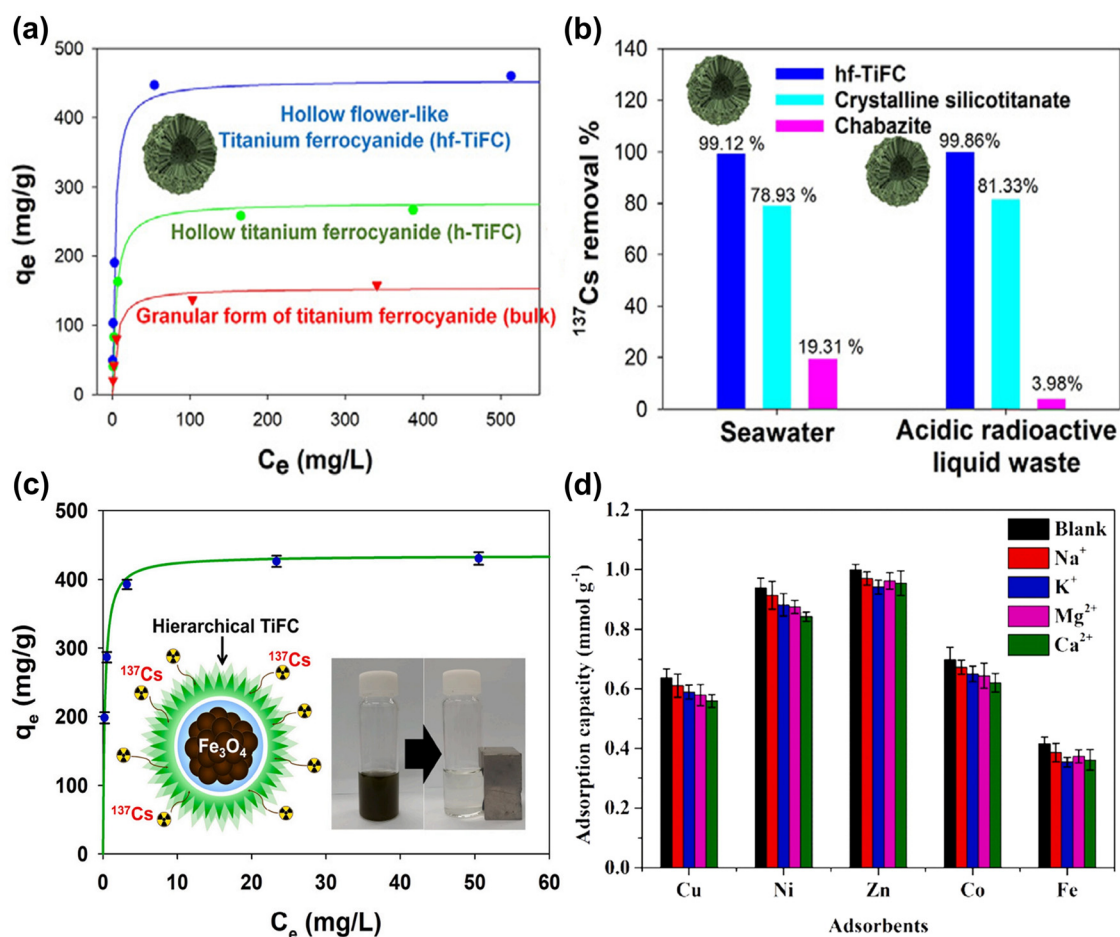 (a)
500
400
300
200
100
0
qe (mg/g)
Hollow flower-like
Titanium ferrocyanide (hf-TiFC)
Hollow titanium ferrocyanide (h-TiFC)
Granular form of titanium ferrocyanide (bulk)
0 100 200 300 400 500
Ce (mg/L)
(b)
140
120
100
80
60
40
20
0
137Cs removal %
hf-TiFC
Crystalline silicotitanate
Chabazite
99.12 %
78.93 %
19.31 %
99.86%
81.33%
3.98%
Seawater
Acidic radioactive
liquid waste
(c)
500
400
300
200
100
0
qe (mg/g)
Hierarchical TiFC
137Cs
137Cs
Fe3O4
137Cs
0 10 20 30 40 50 60
Ce (mg/L)
(d)
1.2
1.0
0.8
0.6
0.4
0.2
0.0
Adsorption capacity (mmol g-1)
Blank
Na+
K+
Mg2+
Ca2+
Cu Ni Zn Co Fe
Adsorbents